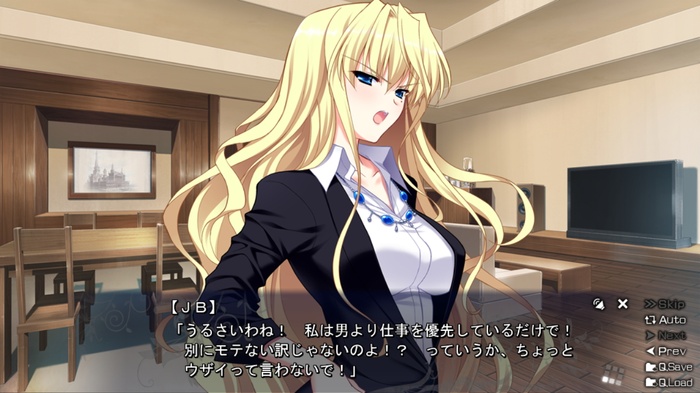 【ＪＢ】
「うるさいわね！　私は男より仕事を優先しているだけで！
別にモテない訳じゃないのよ！？　っていうか、ちょっと
ウザイって言わないで！」
Skip
Auto
Next
Prev
Q.Save
Q.Load